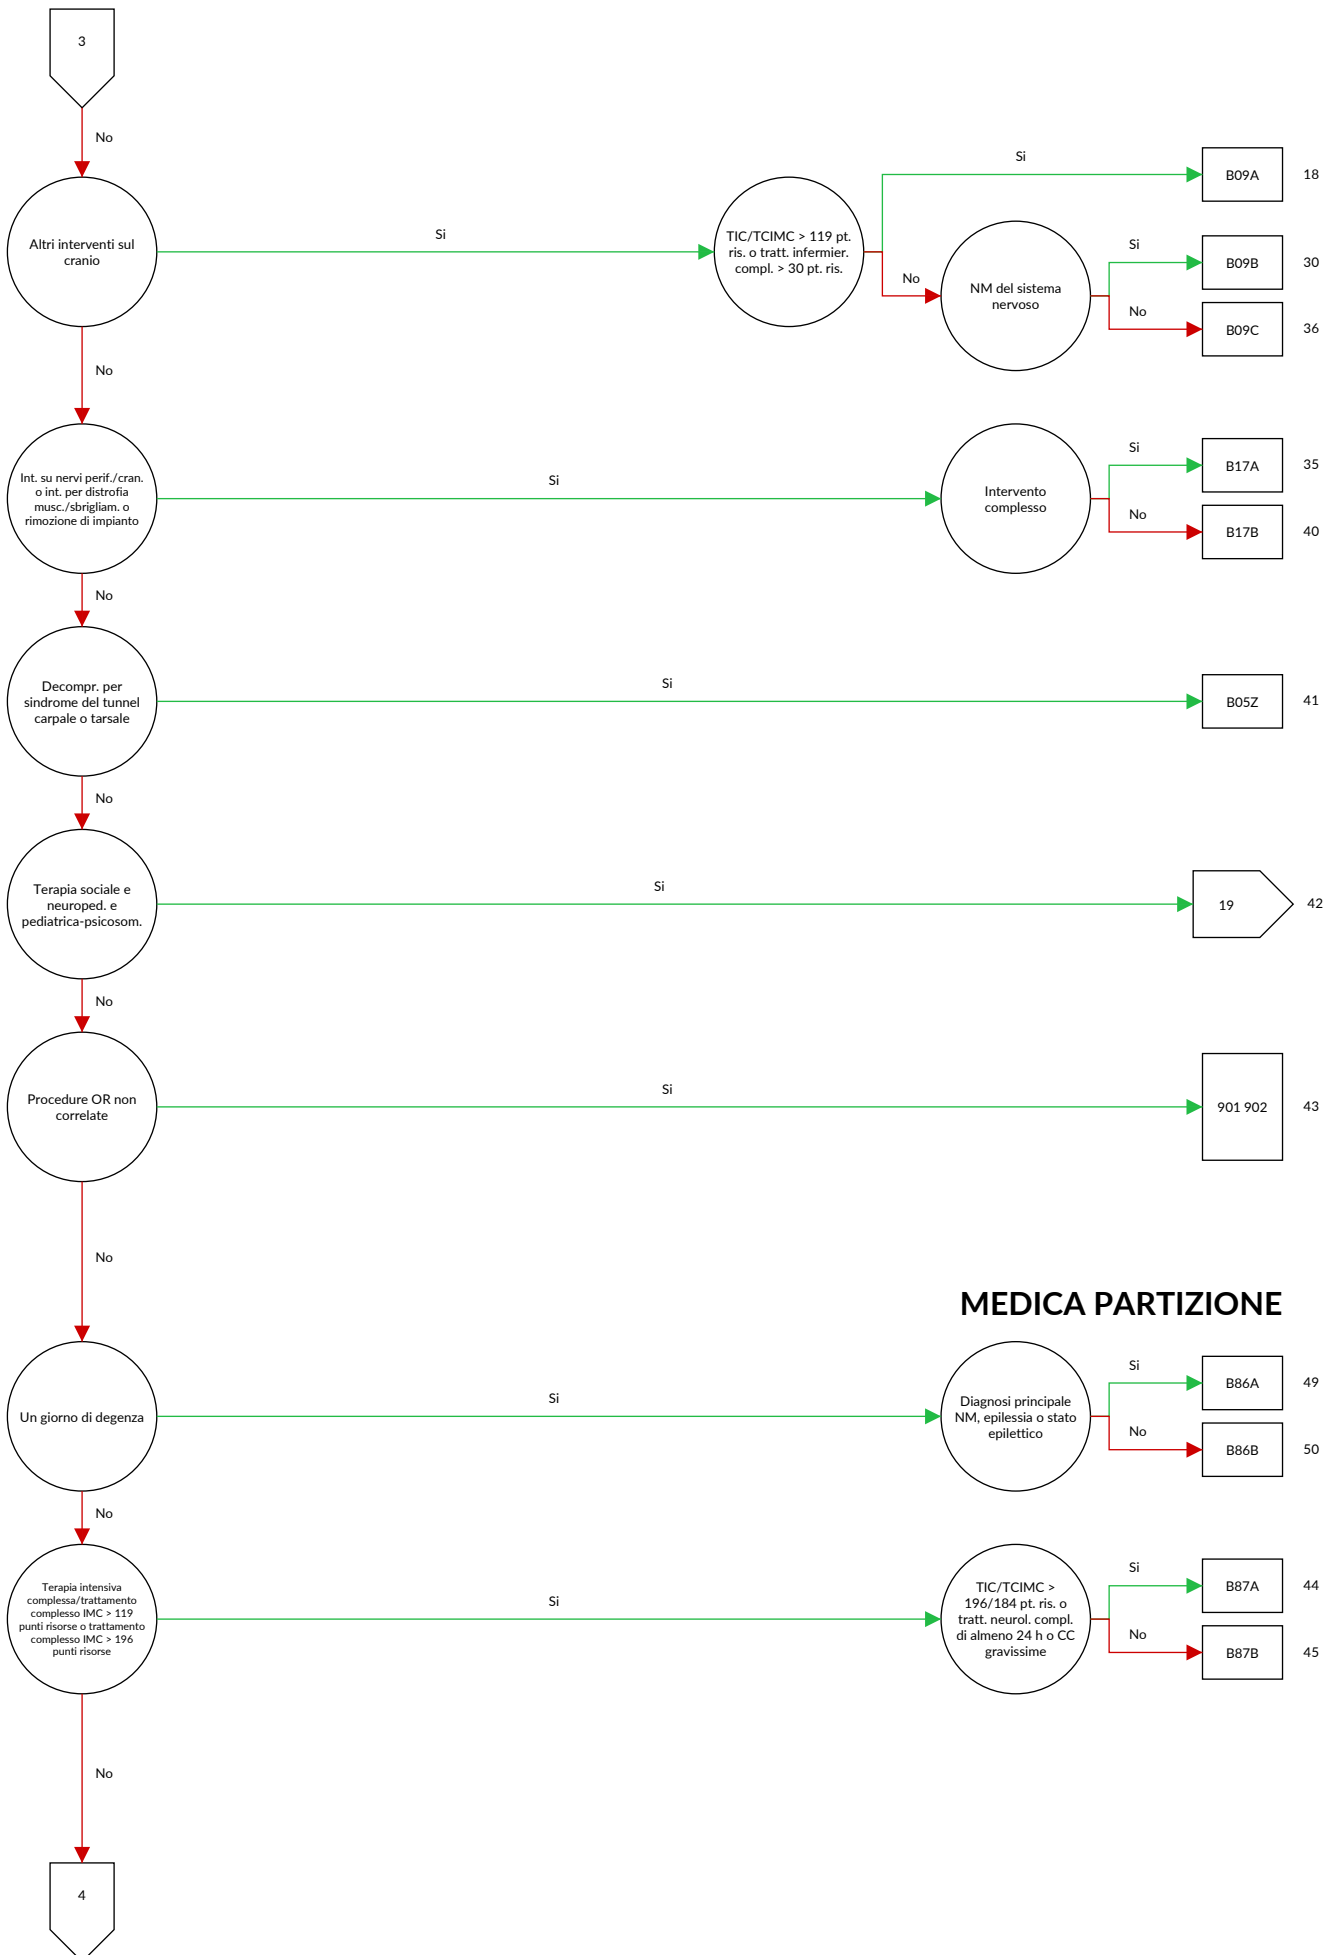 3
No
Altri interventi sul
cranio
Si
TIC/TCIMC > 119 pt.
ris. o tratt. infermier.
compl. > 30 pt. ris.
Si
B09A
18
No
NM del sistema
nervoso
Si
B09B
30
No
B09C
36
No
Int. su nervi perif./cran.
o int. per distrofia
musc./sbrigliam. o
rimozione di impianto
Si
Intervento
complesso
Si
B17A
35
No
B17B
40
No
Decompr. per
sindrome del tunnel
carpale o tarsale
Si
B05Z
41
No
Terapia sociale e
neuroped. e
pediatrica-psicosom.
Si
19
42
No
Procedure OR non
correlate
Si
901 902
43
No
MEDICA PARTIZIONE
Un giorno di degenza
Si
Diagnosi principale
NM, epilessia o stato
epilettico
Si
B86A
49
No
B86B
50
No
Terapia intensiva
complessa/trattamento
complesso IMC > 119
punti risorse o trattamento
complesso IMC > 196
punti risorse
Si
TIC/TCIMC >
196/184 pt. ris. o
tratt. neurol. compl.
di almeno 24 h o CC
gravissime
Si
B87A
44
No
B87B
45
No
4